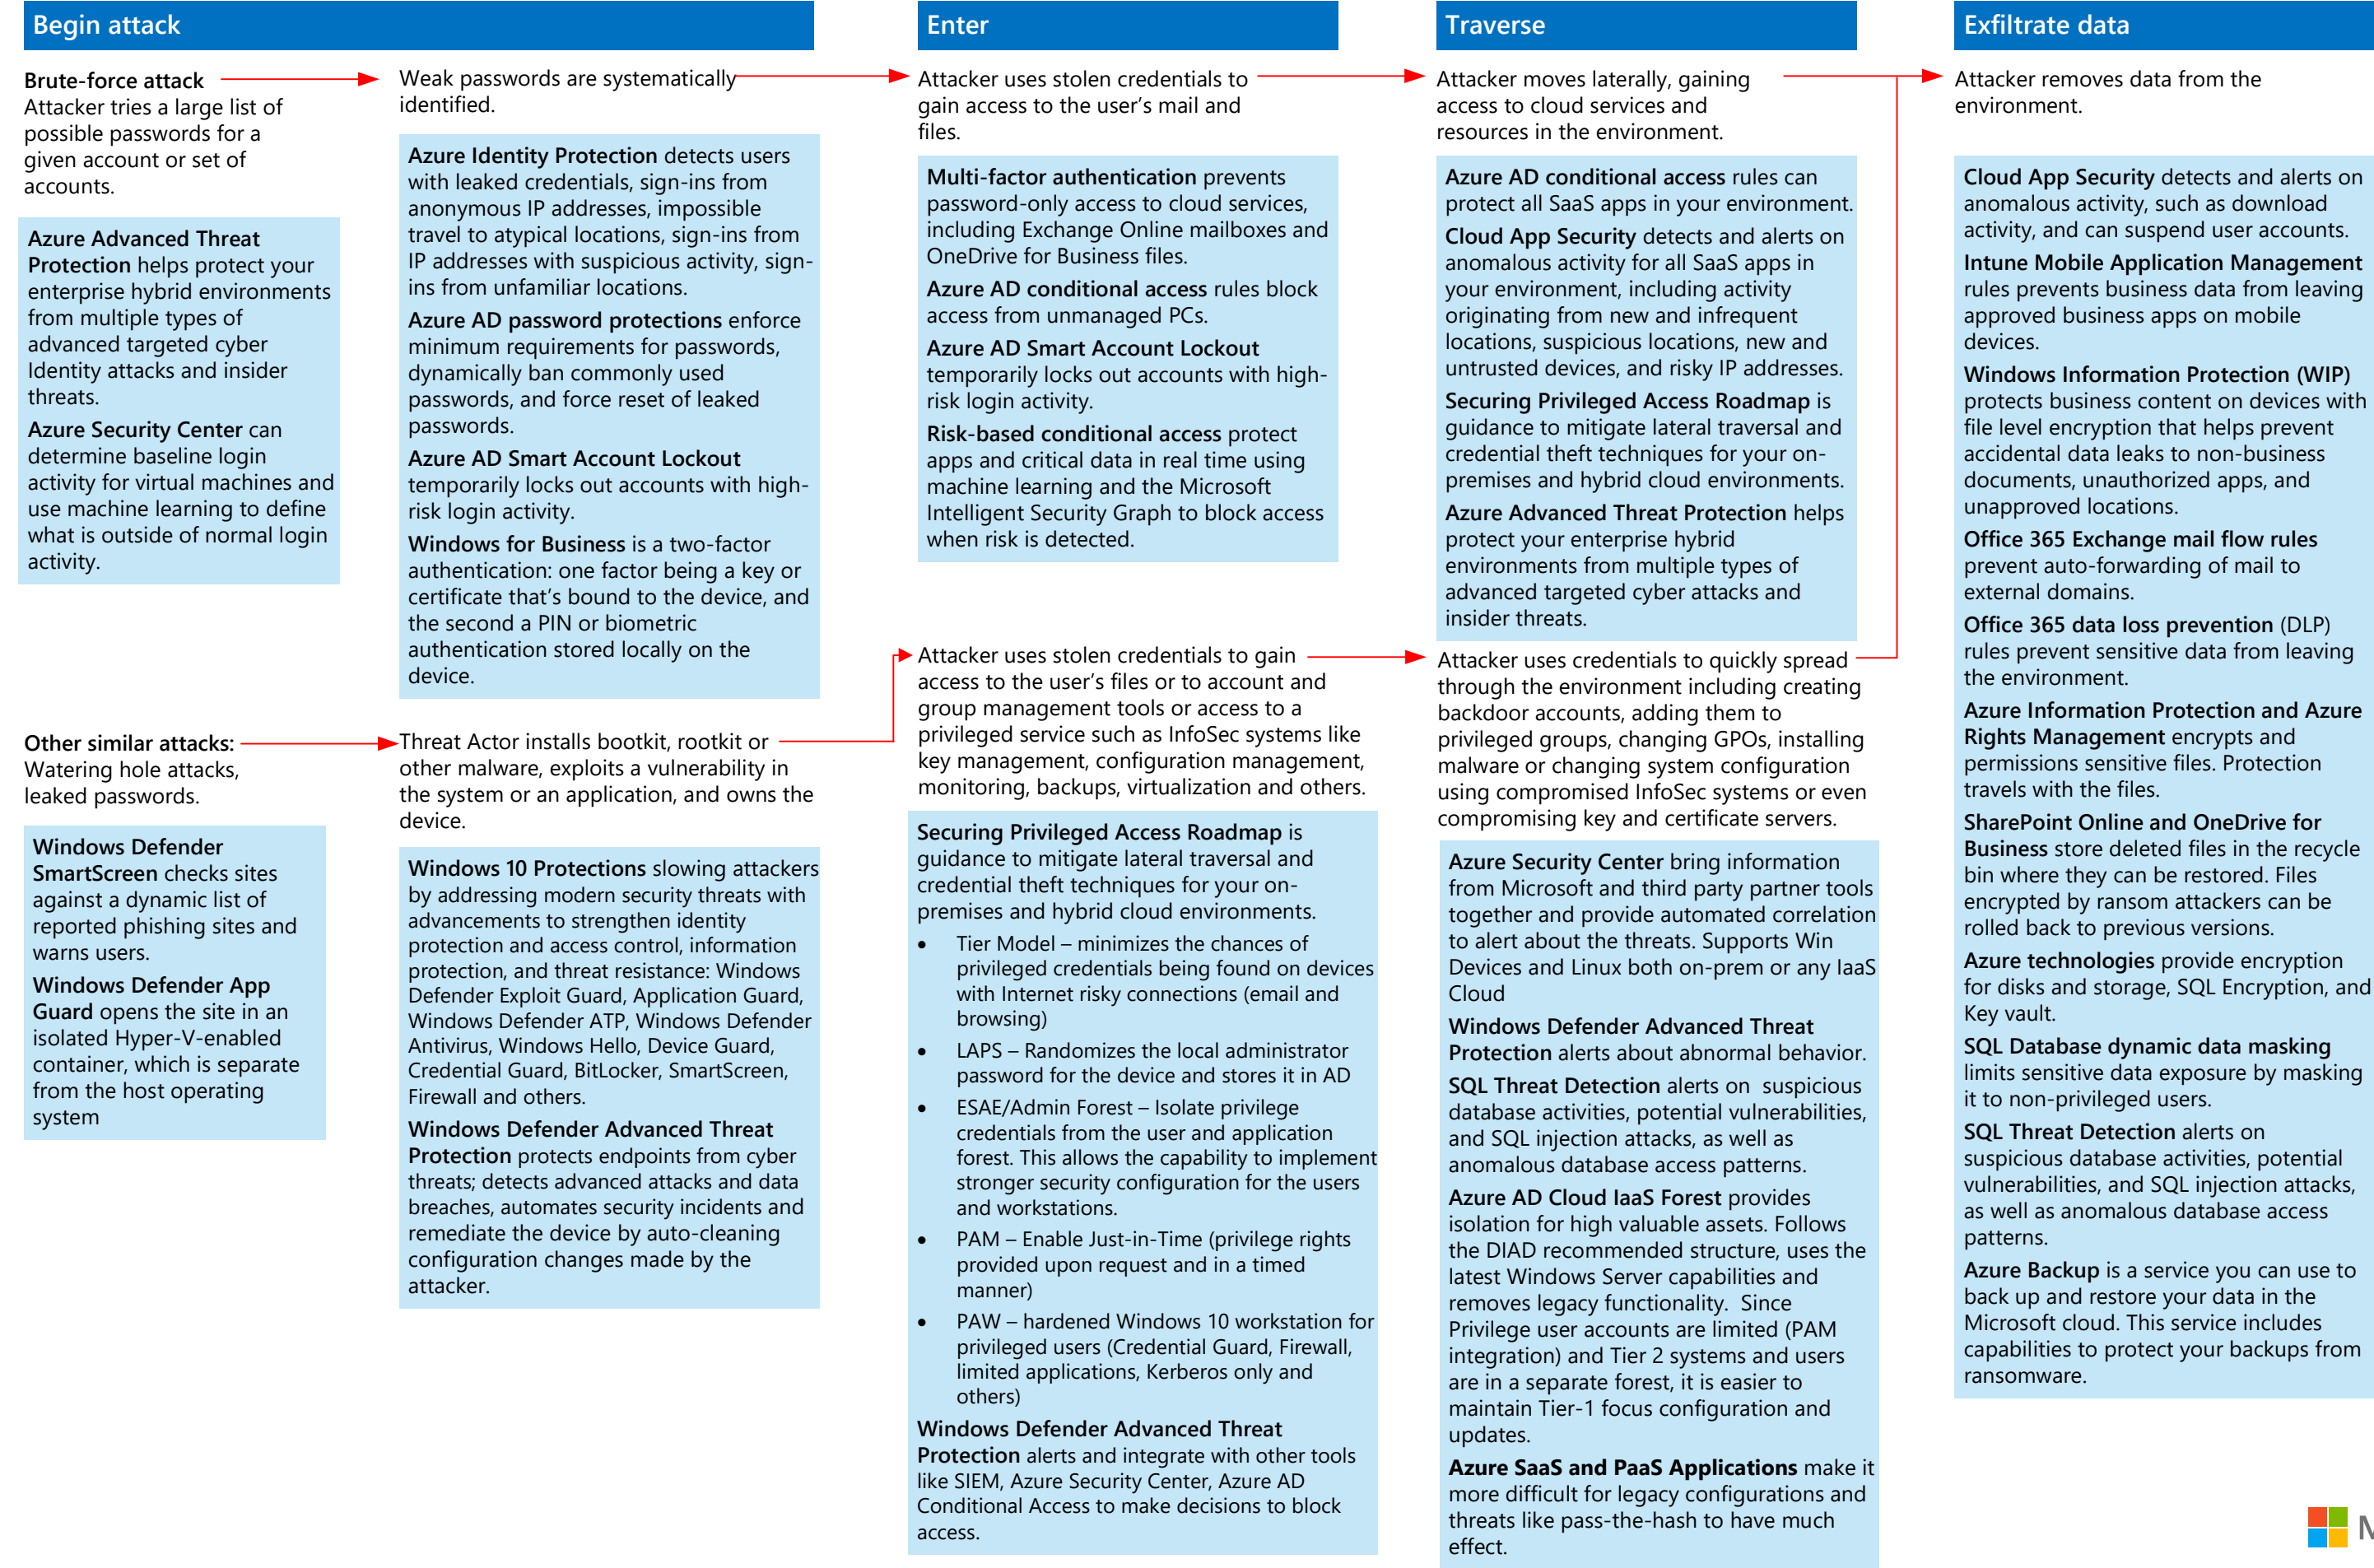 Begin attack
Brute-force attack
Attacker tries a large list of
possible passwords for a
given account or set of
accounts.
Azure Advanced Threat
Protection helps protect your
enterprise hybrid environments
from multiple types of
advanced targeted cyber
Identity attacks and insider
threats.
Azure Security Center can
determine baseline login
activity for virtual machines and
use machine learning to define
what is outside of normal login
activity.
Weak passwords are systematically
identified.
Azure Identity Protection detects users
with leaked credentials, sign-ins from
anonymous IP addresses, impossible
travel to atypical locations, sign-ins from
IP addresses with suspicious activity, sign-
ins from unfamiliar locations.
Azure AD password protections enforce
minimum requirements for passwords,
dynamically ban commonly used
passwords, and force reset of leaked
passwords.
Azure AD Smart Account Lockout
temporarily locks out accounts with high-
risk login activity.
Windows for Business is a two-factor
authentication: one factor being a key or
certificate that's bound to the device, and
the second a PIN or biometric
authentication stored locally on the
device.
Other similar attacks:
Watering hole attacks,
leaked passwords.
Windows Defender
SmartScreen checks sites
against a dynamic list of
reported phishing sites and
warns users.
Windows Defender App
Guard opens the site in an
isolated Hyper-V-enabled
container, which is separate
from the host operating
system
Threat Actor installs bootkit, rootkit or
other malware, exploits a vulnerability in
the system or an application, and owns the
device.
Windows 10 Protections slowing attackers
by addressing modern security threats with
advancements to strengthen identity
protection and access control, information
protection, and threat resistance: Windows
Defender Exploit Guard, Application Guard,
Windows Defender ATP, Windows Defender
Antivirus, Windows Hello, Device Guard,
Credential Guard, BitLocker, SmartScreen,
Firewall and others.
Windows Defender Advanced Threat
Protection protects endpoints from cyber
threats; detects advanced attacks and data
breaches, automates security incidents and
remediate the device by auto-cleaning
configuration changes made by the
attacker.
Enter
Attacker uses stolen credentials to
gain access to the user's mail and
files.
Multi-factor authentication prevents
password-only access to cloud services,
including Exchange Online mailboxes and
OneDrive for Business files.
Azure AD conditional access rules block
access from unmanaged PCs.
Azure AD Smart Account Lockout
temporarily locks out accounts with high-
risk login activity.
Risk-based conditional access protect
apps and critical data in real time using
machine learning and the Microsoft
Intelligent Security Graph to block access
when risk is detected.
Attacker uses stolen credentials to gain
access to the user's files or to account and
group management tools or access to a
privileged service such as InfoSec systems like
key management, configuration management,
monitoring, backups, virtualization and others.
Securing Privileged Access Roadmap is
guidance to mitigate lateral traversal and
credential theft techniques for your on-
premises and hybrid cloud environments.
• Tier Model – minimizes the chances of
privileged credentials being found on devices
with Internet risky connections (email and
browsing)
• LAPS – Randomizes the local administrator
password for the device and stores it in AD
• ESAE/Admin Forest – Isolate privilege
credentials from the user and application
forest. This allows the capability to implement
stronger security configuration for the users
and workstations.
• PAM – Enable Just-in-Time (privilege rights
provided upon request and in a timed
manner)
• PAW – hardened Windows 10 workstation for
privileged users (Credential Guard, Firewall,
limited applications, Kerberos only and
others)
Windows Defender Advanced Threat
Protection alerts and integrate with other tools
like SIEM, Azure Security Center, Azure AD
Conditional Access to make decisions to block
access.
Traverse
Attacker moves laterally, gaining
access to cloud services and
resources in the environment.
Azure AD conditional access rules can
protect all SaaS apps in your environment.
Cloud App Security detects and alerts on
anomalous activity for all SaaS apps in
your environment, including activity
originating from new and infrequent
locations, suspicious locations, new and
untrusted devices, and risky IP addresses.
Securing Privileged Access Roadmap is
guidance to mitigate lateral traversal and
credential theft techniques for your on-
premises and hybrid cloud environments.
Azure Advanced Threat Protection helps
protect your enterprise hybrid
environments from multiple types of
advanced targeted cyber attacks and
insider threats.
Attacker uses credentials to quickly spread
through the environment including creating
backdoor accounts, adding them to
privileged groups, changing GPOs, installing
malware or changing system configuration
using compromised InfoSec systems or even
compromising key and certificate servers.
Azure Security Center bring information
from Microsoft and third party partner tools
together and provide automated correlation
to alert about the threats. Supports Win
Devices and Linux both on-prem or any IaaS
Cloud
Windows Defender Advanced Threat
Protection alerts about abnormal behavior.
SQL Threat Detection alerts on suspicious
database activities, potential vulnerabilities,
and SQL injection attacks, as well as
anomalous database access patterns.
Azure AD Cloud IaaS Forest provides
isolation for high valuable assets. Follows
the DIAD recommended structure, uses the
latest Windows Server capabilities and
removes legacy functionality. Since
Privilege user accounts are limited (PAM
integration) and Tier 2 systems and users
are in a separate forest, it is easier to
maintain Tier-1 focus configuration and
updates.
Azure SaaS and PaaS Applications make it
more difficult for legacy configurations and
threats like pass-the-hash to have much
effect.
Exfiltrate data
Attacker removes data from the
environment.
Cloud App Security detects and alerts on
anomalous activity, such as download
activity, and can suspend user accounts.
Intune Mobile Application Management
rules prevents business data from leaving
approved business apps on mobile
devices.
Windows Information Protection (WIP)
protects business content on devices with
file level encryption that helps prevent
accidental data leaks to non-business
documents, unauthorized apps, and
unapproved locations.
Office 365 Exchange mail flow rules
prevent auto-forwarding of mail to
external domains.
Office 365 data loss prevention (DLP)
rules prevent sensitive data from leaving
the environment.
Azure Information Protection and Azure
Rights Management encrypts and
permissions sensitive files. Protection
travels with the files.
SharePoint Online and OneDrive for
Business store deleted files in the recycle
bin where they can be restored. Files
encrypted by ransom attackers can be
rolled back to previous versions.
Azure technologies provide encryption
for disks and storage, SQL Encryption, and
Key vault.
SQL Database dynamic data masking
limits sensitive data exposure by masking
it to non-privileged users.
SQL Threat Detection alerts on
suspicious database activities, potential
vulnerabilities, and SQL injection attacks,
as well as anomalous database access
patterns.
Azure Backup is a service you can use to
back up and restore your data in the
Microsoft cloud. This service includes
capabilities to protect your backups from
ransomware.